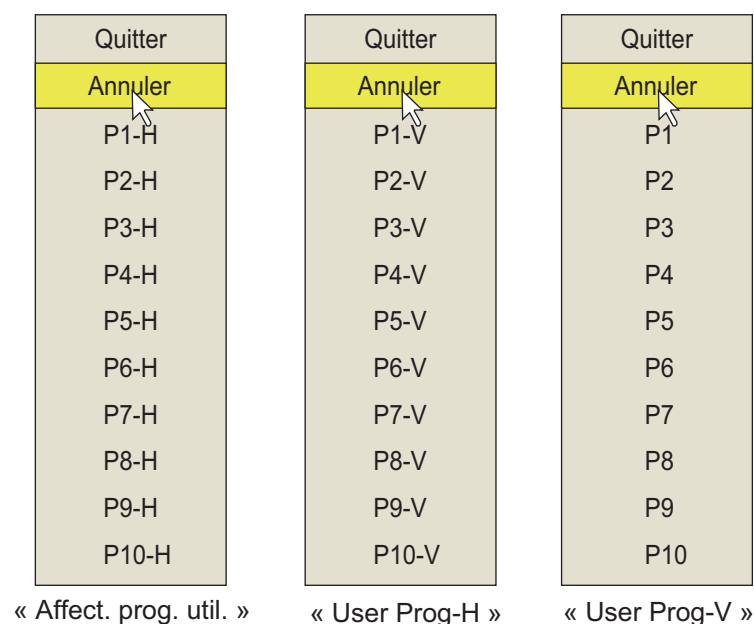 Quitter
Annuler
P1-H
P2-H
P3-H
P4-H
P5-H
P6-H
P7-H
P8-H
P9-H
P10-H
« Affect. prog. util. »
Quitter
Annuler
P1-V
P2-V
P3-V
P4-V
P5-V
P6-V
P7-V
P8-V
P9-V
P10-V
« User Prog-H »
Quitter
Annuler
P1
P2
P3
P4
P5
P6
P7
P8
P9
P10
« User Prog-V »